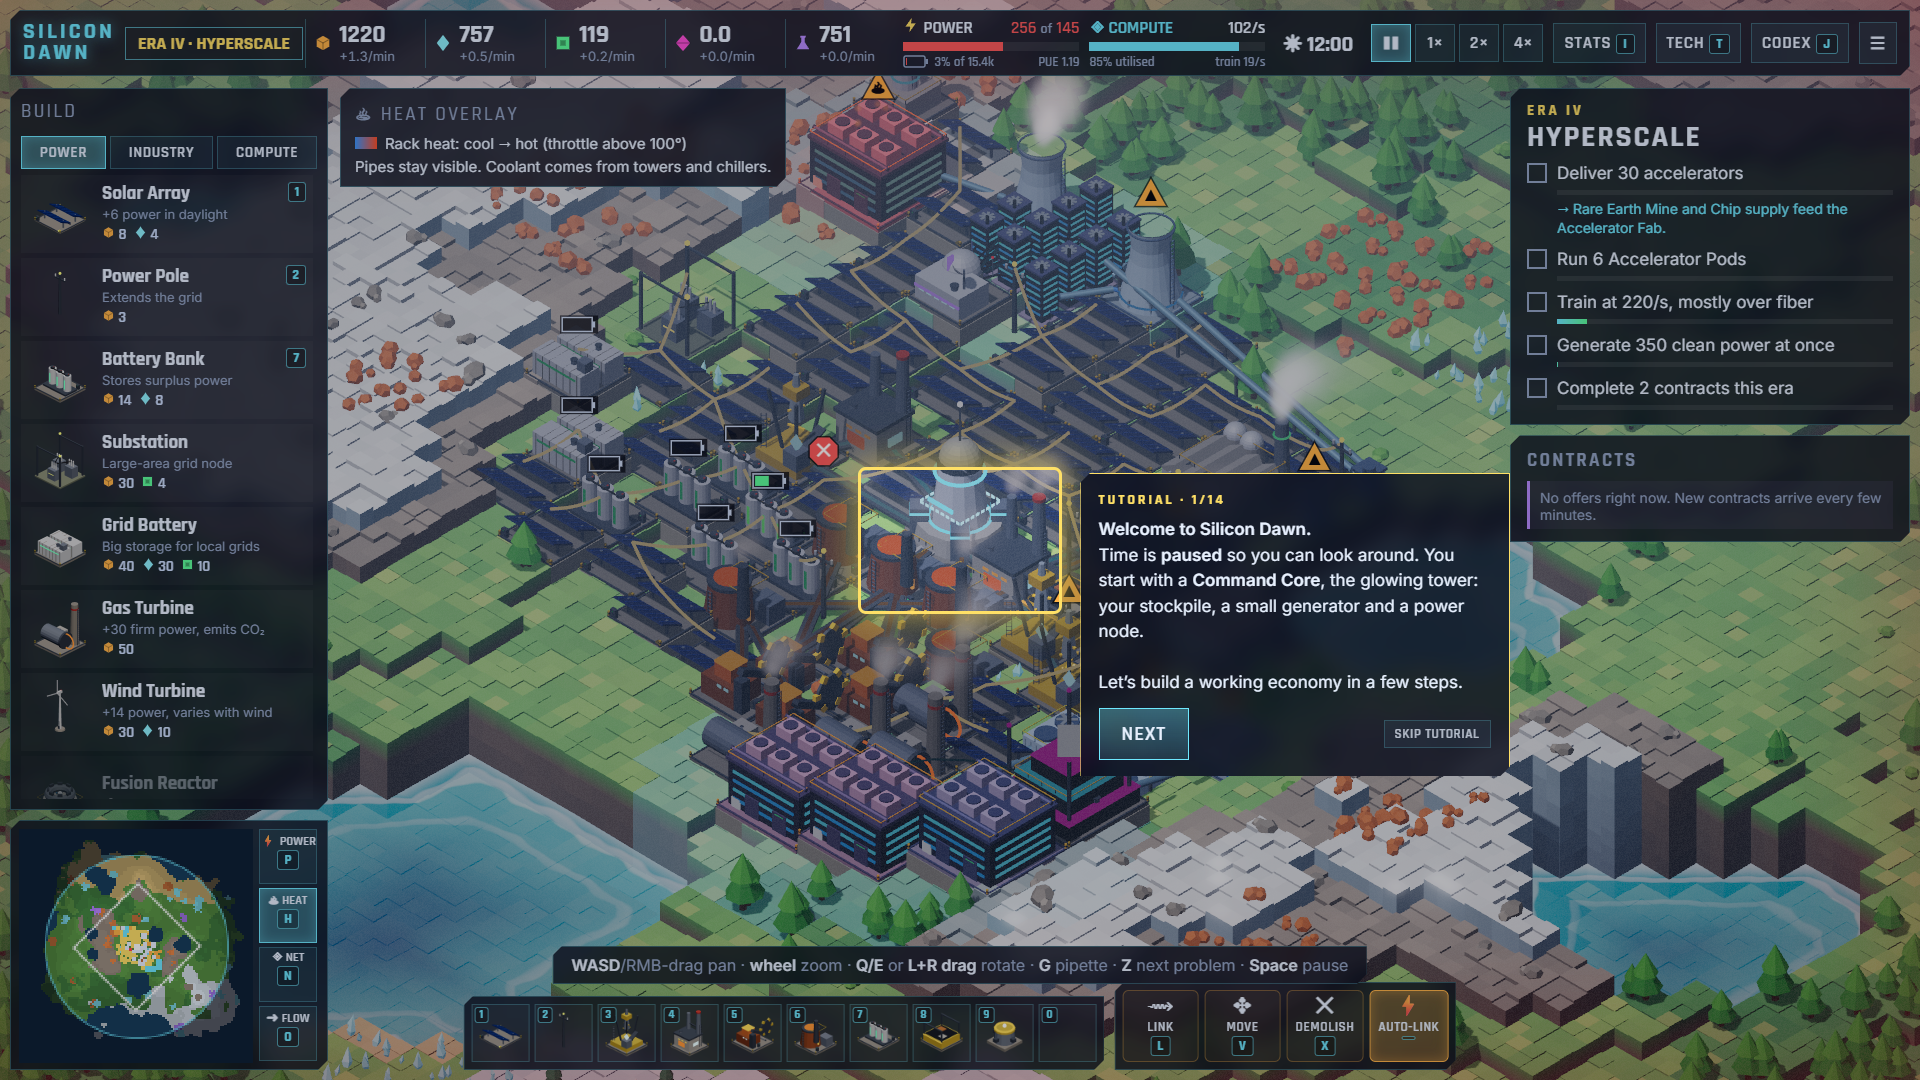 SILICON
DAWN
ERA IV · HYPERSCALE
1220
+1.3/min
757
+0.5/min
119
+0.2/min
0.0
+0.0/min
751
+0.0/min
POWER
256 of 145
3% of 15.4k
PUE 1.19
COMPUTE
102/s
85% utilised
train 19/s
12:00
1×
2×
4×
STATS I
TECH T
CODEX J
BUILD
POWER
INDUSTRY
COMPUTE
Solar Array
1
+6 power in daylight
8 4
Power Pole
2
Extends the grid
3
Battery Bank
7
Stores surplus power
14 8
Substation
Large-area grid node
30 4
Grid Battery
Big storage for local grids
40 30 10
Gas Turbine
+30 firm power, emits CO₂
50
Wind Turbine
+14 power, varies with wind
30 10
Fusion Reactor
HEAT OVERLAY
Rack heat: cool → hot (throttle above 100°)
Pipes stay visible. Coolant comes from towers and chillers.
ERA IV
HYPERSCALE
Deliver 30 accelerators
→ Rare Earth Mine and Chip supply feed the
Accelerator Fab.
Run 6 Accelerator Pods
Train at 220/s, mostly over fiber
Generate 350 clean power at once
Complete 2 contracts this era
CONTRACTS
No offers right now. New contracts arrive every few
minutes.
TUTORIAL · 1/14
Welcome to Silicon Dawn.
Time is paused so you can look around. You
start with a Command Core, the glowing tower:
your stockpile, a small generator and a power
node.
Let's build a working economy in a few steps.
NEXT
SKIP TUTORIAL
POWER
P
HEAT
H
NET
N
FLOW
O
WASD/RMB-drag pan · wheel zoom · Q/E or L+R drag rotate · G pipette · Z next problem · Space pause
1
2
3
4
5
6
7
8
9
0
LINK
L
MOVE
V
DEMOLISH
X
AUTO-LINK